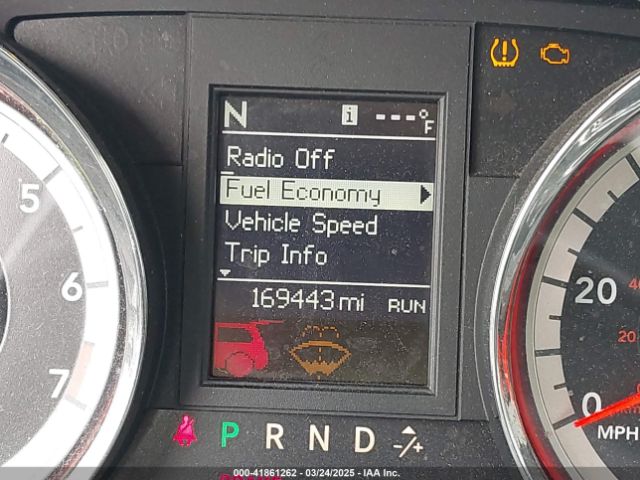 N i ---°F
Radio Off
Fuel Economy
Vehicle Speed
Trip Info
169443 mi RUN
5
6
7
20
0
MPH
20
P R N D -/+
000-41861262 - 03/24/2025 - IAA Inc.